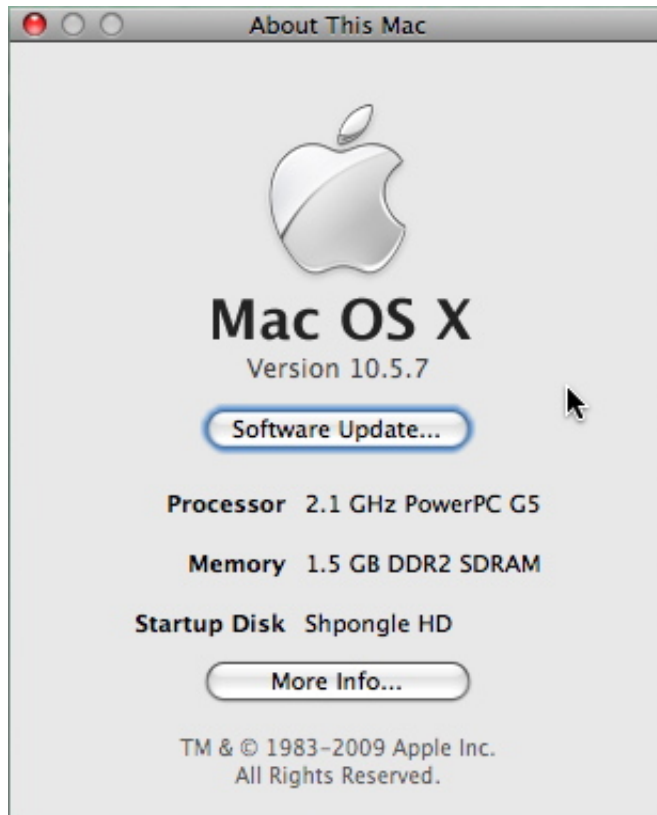 About This Mac
Mac OS X
Version 10.5.7
Software Update...
Processor 2.1 GHz PowerPC G5
Memory 1.5 GB DDR2 SDRAM
Startup Disk Shpongle HD
More Info...
TM & © 1983–2009 Apple Inc.
All Rights Reserved.